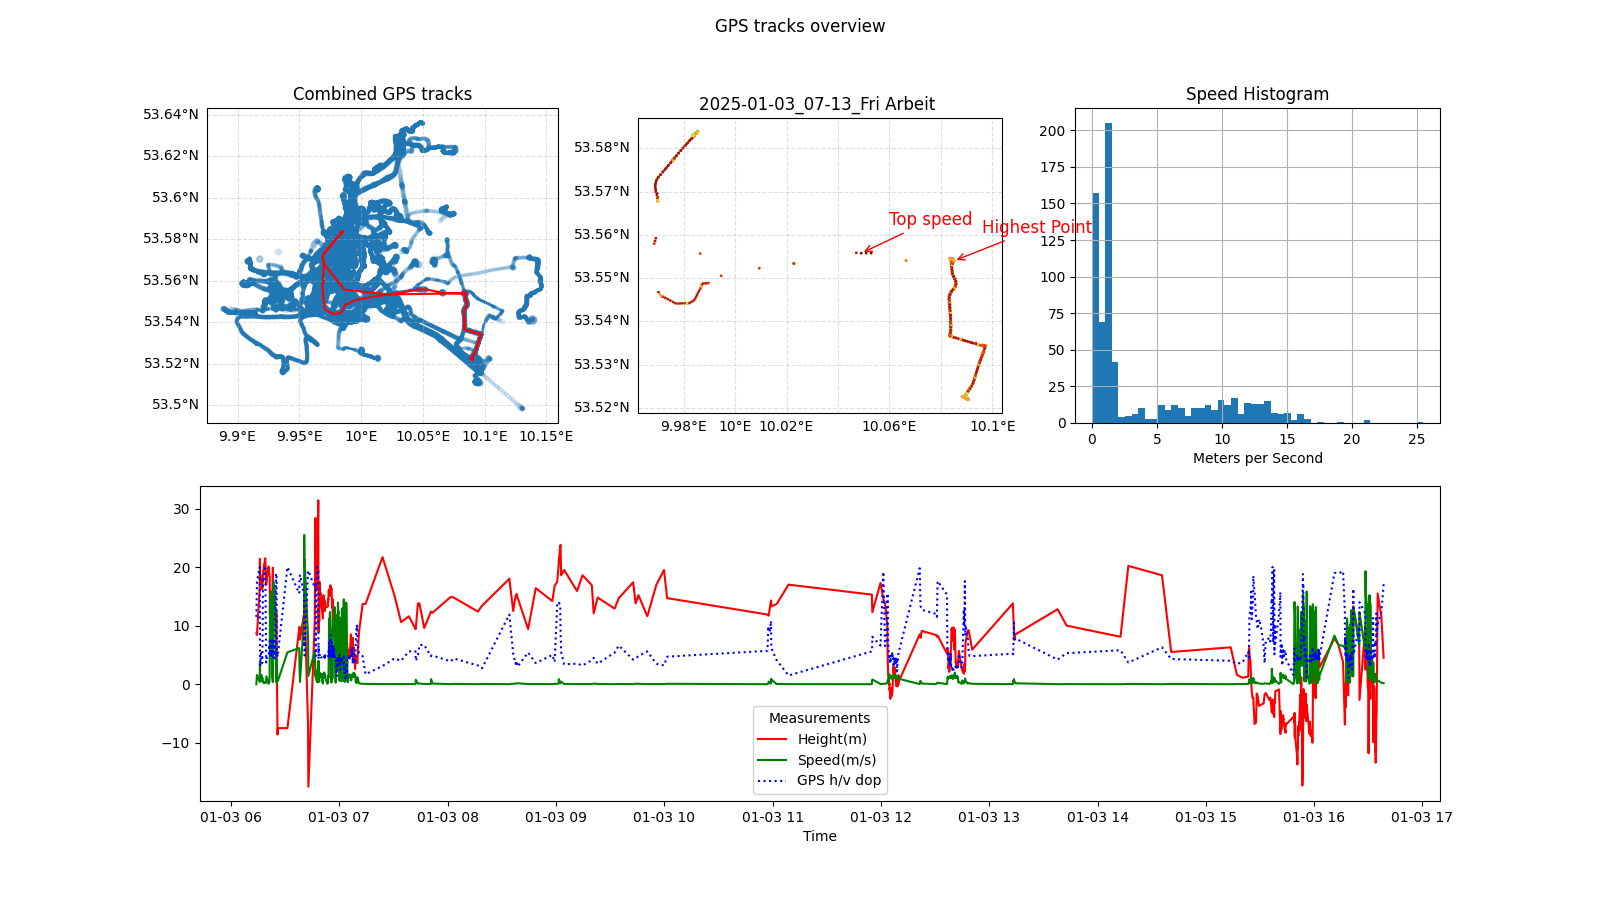 GPS tracks overview
Combined GPS tracks
53.64°N
53.62°N
53.6°N
53.58°N
53.56°N
53.54°N
53.52°N
53.5°N
9.9°E 9.95°E 10°E 10.05°E 10.1°E 10.15°E
2025-01-03_07-13_Fri Arbeit
53.58°N
53.57°N
53.56°N
53.55°N
53.54°N
53.53°N
53.52°N
Top speed
Highest Point
9.98°E 10°E 10.02°E 10.06°E 10.1°E
Speed Histogram
200
175
150
125
100
75
50
25
0
0 5 10 15 20 25
Meters per Second
30
20
10
0
−10
Measurements
Height(m)
Speed(m/s)
GPS h/v dop
01-03 06 01-03 07 01-03 08 01-03 09 01-03 10 01-03 11 01-03 12 01-03 13 01-03 14 01-03 15 01-03 16 01-03 17
Time